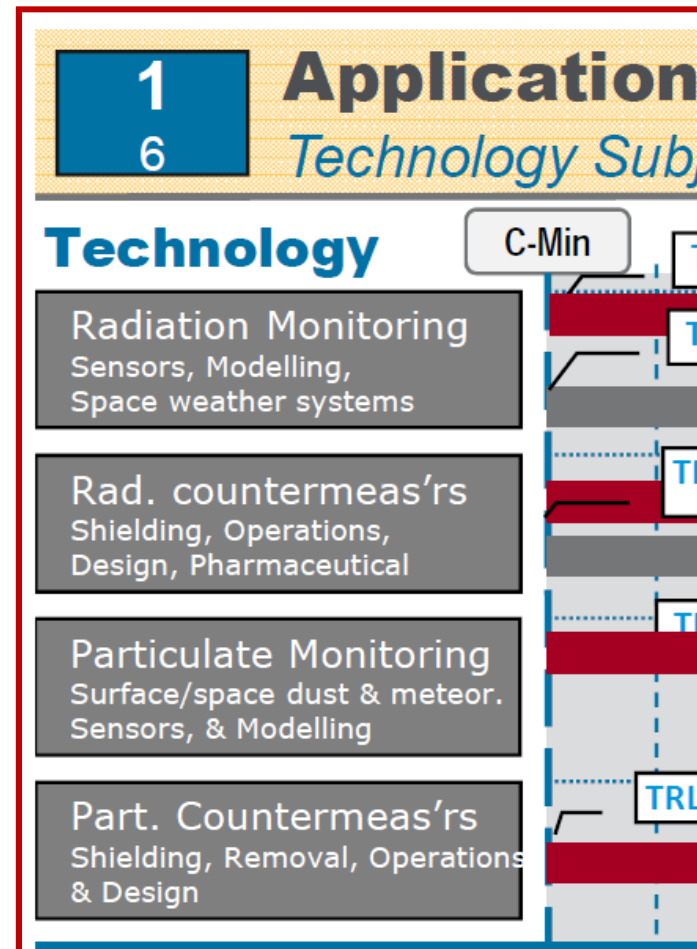 1
6
Application
Technology Subj
Technology
C-Min
Radiation Monitoring
Sensors, Modelling,
Space weather systems
Rad. countermeas’rs
Shielding, Operations,
Design, Pharmaceutical
Particulate Monitoring
Surface/space dust & meteor.
Sensors, & Modelling
Part. Countermeas’rs
Shielding, Removal, Operations
& Design
TRL